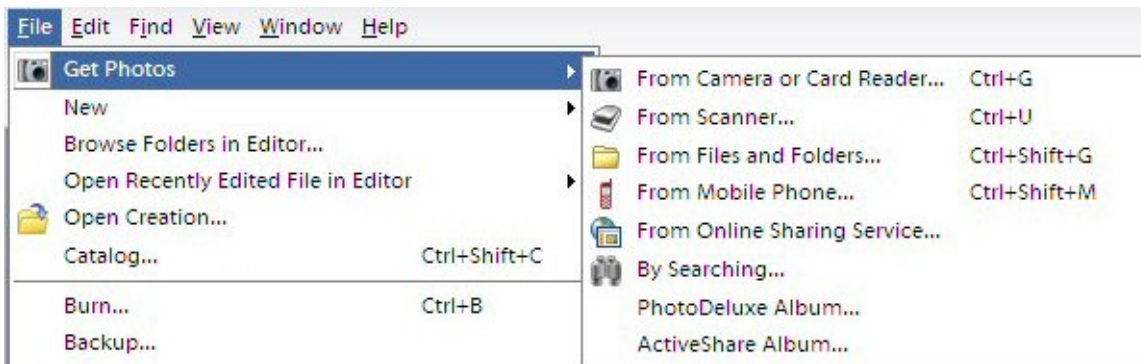 File Edit Find View Window Help
Get Photos
New
Browse Folders in Editor...
Open Recently Edited File in Editor
Open Creation...
Catalog... Ctrl+Shift+C
Burn... Ctrl+B
Backup...
From Camera or Card Reader... Ctrl+G
From Scanner... Ctrl+U
From Files and Folders... Ctrl+Shift+G
From Mobile Phone... Ctrl+Shift+M
From Online Sharing Service...
By Searching...
PhotoDeluxe Album...
ActiveShare Album...